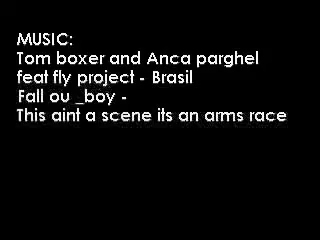 MUSIC:
Tom boxer and Anca parghel
feat fly project - Brasil
Fall ou _boy -
This aint a scene its an arms race